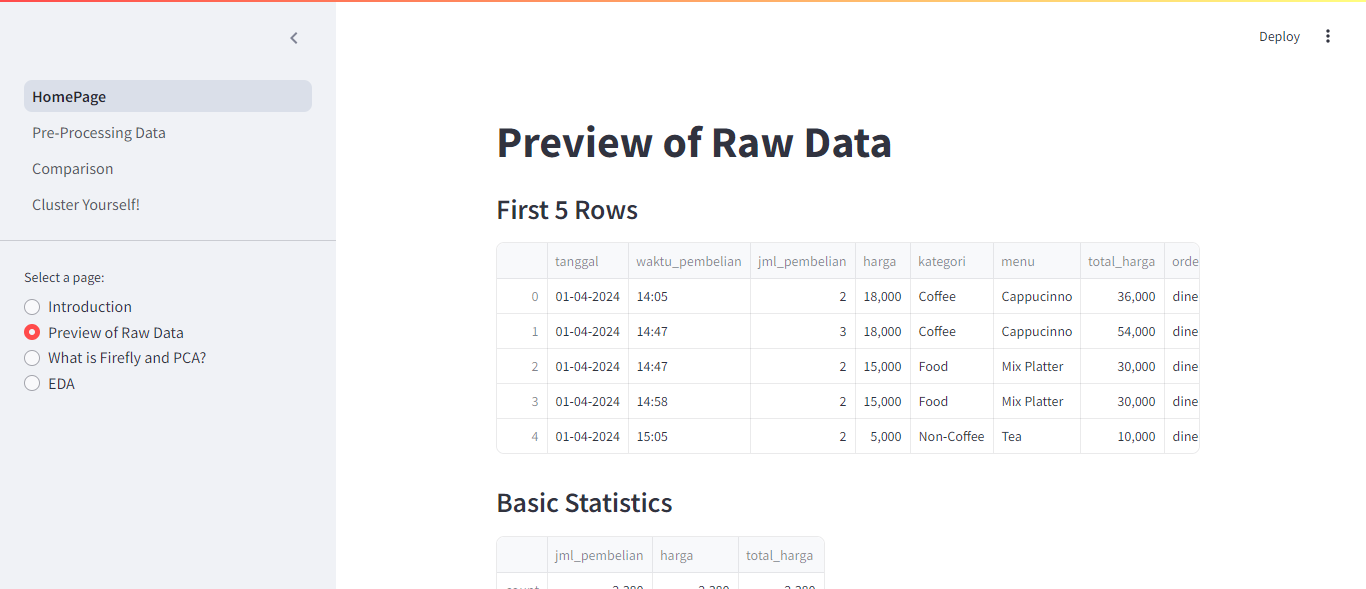 Deploy
HomePage
Pre-Processing Data
Comparison
Cluster Yourself!
Select a page:
Introduction
Preview of Raw Data
What is Firefly and PCA?
EDA
Preview of Raw Data
First 5 Rows
tanggal waktu_pembelian jml_pembelian harga kategori menu total_harga orde
0 01-04-2024 14:05 2 18,000 Coffee Cappucinno 36,000 dine
1 01-04-2024 14:47 3 18,000 Coffee Cappucinno 54,000 dine
2 01-04-2024 14:47 2 15,000 Food Mix Platter 30,000 dine
3 01-04-2024 14:58 2 15,000 Food Mix Platter 30,000 dine
4 01-04-2024 15:05 2 5,000 Non-Coffee Tea 10,000 dine
Basic Statistics
jml_pembelian harga total_harga